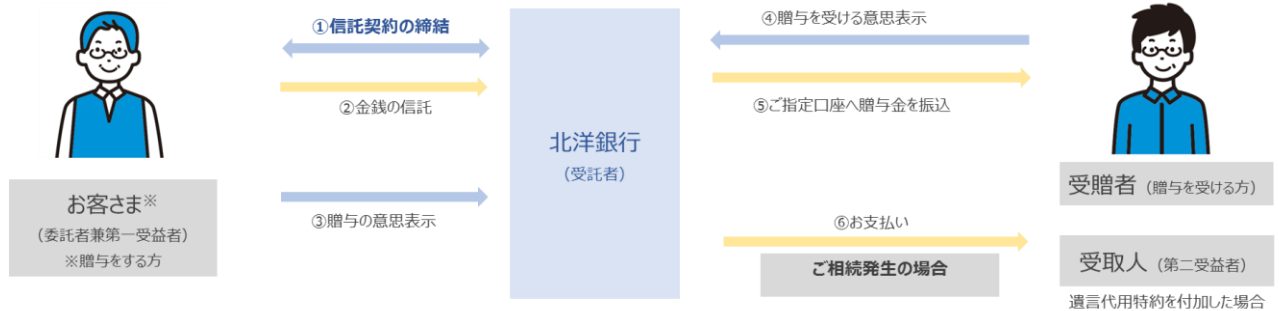 ①信託契約の締結
②金銭の信託
③贈与の意思表示
お客さま※
（委託者兼第一受益者）
※贈与をする方
北洋銀行
（受託者）
④贈与を受ける意思表示
⑤ご指定口座へ贈与金を振込
⑥お支払い
ご相続発生の場合
受贈者（贈与を受ける方）
受取人（第二受益者）
遺言代用特約を付加した場合